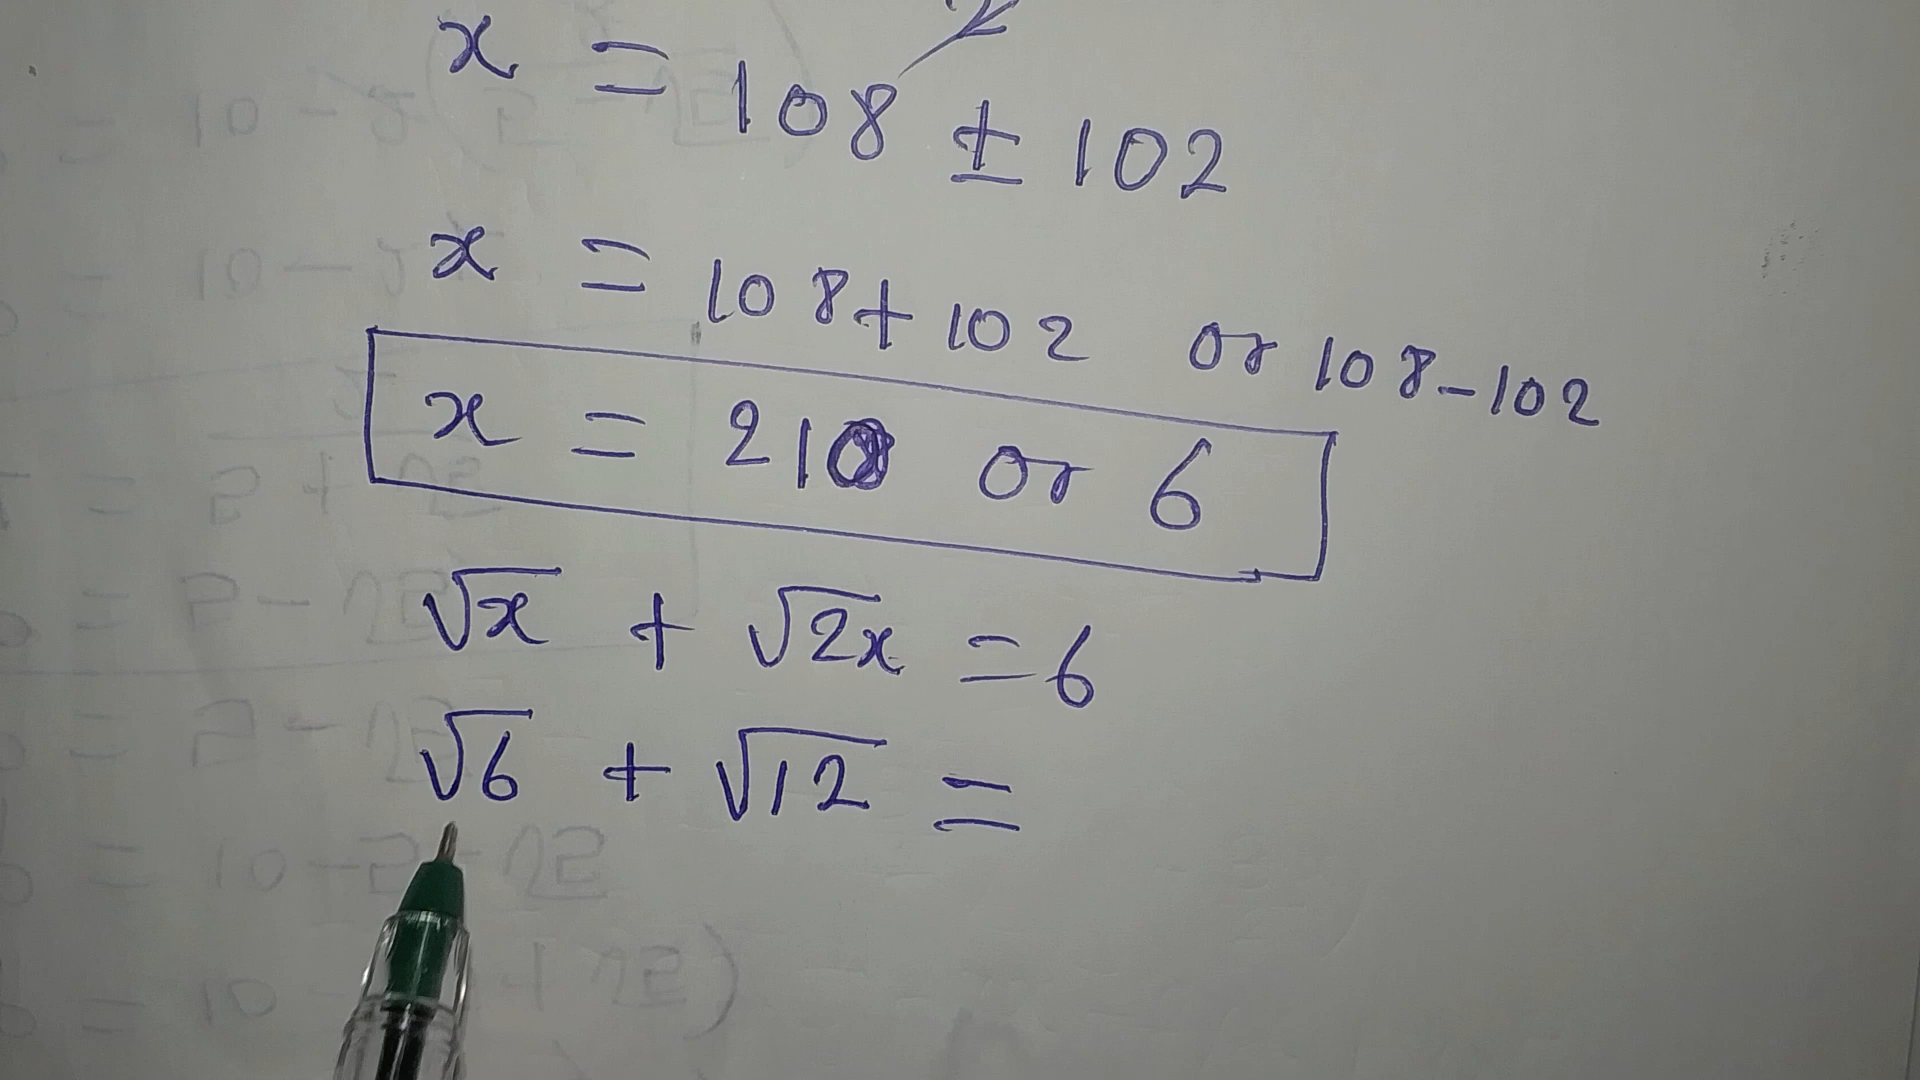 x = 108 ± 102
x = 108 + 102 or 108 - 102
x = 210 or 6
√x + √2x = 6
√6 + √12 =